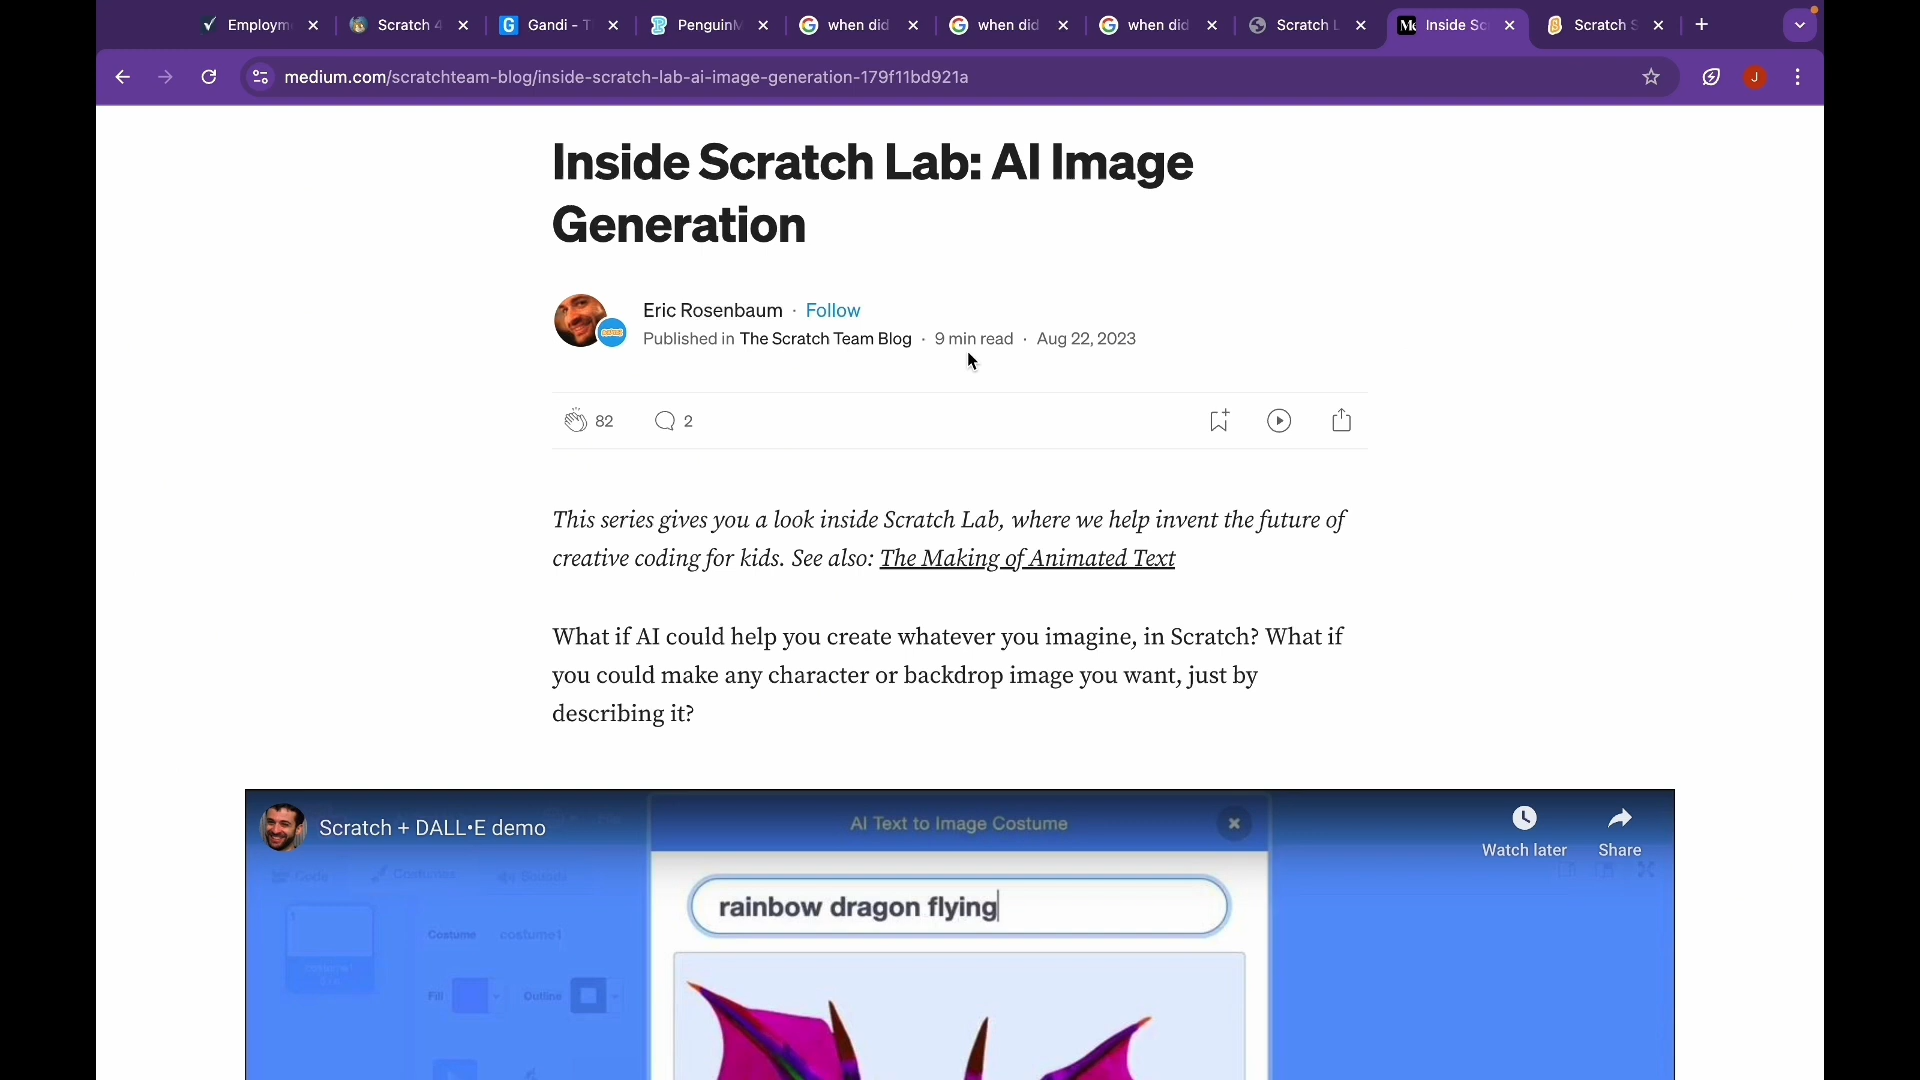 Employm
Scratch 4
Gandi - T
PenguinM
when did
when did
when did
Scratch L
Inside Sc
Scratch S
medium.com/scratchteam-blog/inside-scratch-lab-ai-image-generation-179f11bd921a
J
Inside Scratch Lab: AI Image
Generation
Eric Rosenbaum · Follow
Published in The Scratch Team Blog · 9 min read · Aug 22, 2023
82
2
This series gives you a look inside Scratch Lab, where we help invent the future of
creative coding for kids. See also: The Making of Animated Text
What if AI could help you create whatever you imagine, in Scratch? What if
you could make any character or backdrop image you want, just by
describing it?
Scratch + DALL•E demo
AI Text to Image Costume
Watch later
Share
Code
Costumes
Sounds
rainbow dragon flying
Costume
costume1
Fill
Outline